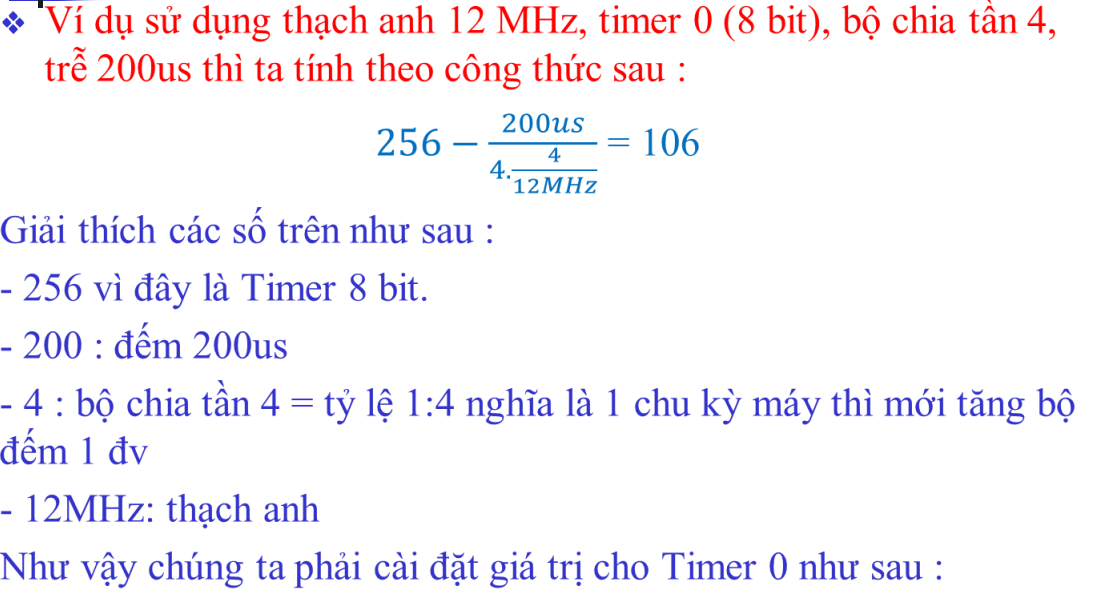 ❖ Ví dụ sử dụng thạch anh 12 MHz, timer 0 (8 bit), bộ chia tần 4,
trễ 200us thì ta tính theo công thức sau :
256 − \frac{200us}{4.\frac{4}{12MHz}} = 106
Giải thích các số trên như sau :
- 256 vì đây là Timer 8 bit.
- 200 : đếm 200us
- 4 : bộ chia tần 4 = tỷ lệ 1:4 nghĩa là 1 chu kỳ máy thì mới tăng bộ
đếm 1 đv
- 12MHz: thạch anh
Như vậy chúng ta phải cài đặt giá trị cho Timer 0 như sau :